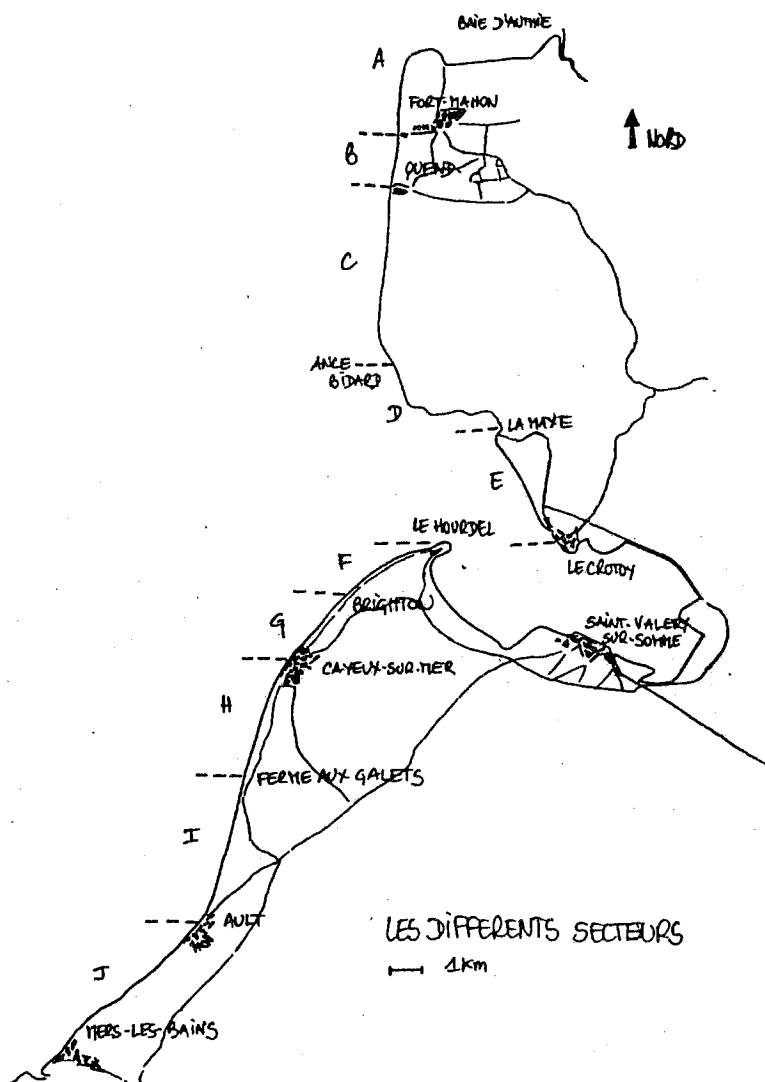 BAIE D'AUTHIE
A
FORT-MAHON
NORD
B
QUEND
C
ANCE
BIDARD
D
LA MAYE
E
LE HOURDEL
F
LE CROTOY
BRIGHTON
G
SAINT-VALERY
SUR-SOMME
CAYEUX-SUR-MER
H
FERME AUX GALETS
I
AULT
LES DIFFERENTS SECTEURS
1Km
J
MERS-LES-BAINS